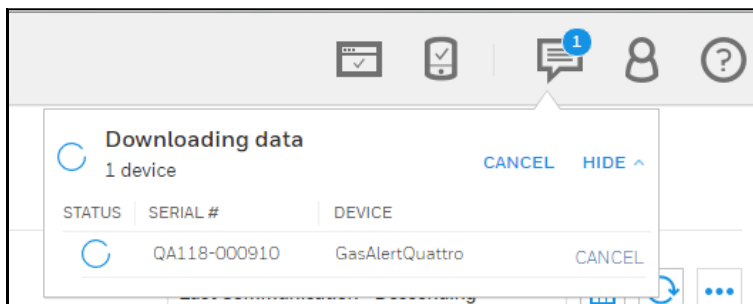 1
Downloading data
1 device
CANCEL HIDE
STATUS SERIAL # DEVICE
QA118-000910 GasAlertQuattro CANCEL